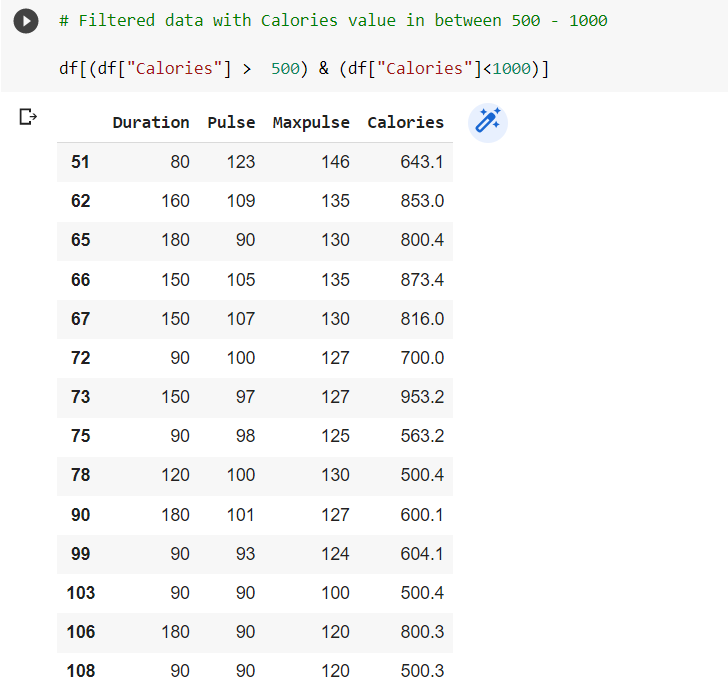 # Filtered data with Calories value in between 500 - 1000
df[(df["Calories"] >  500) & (df["Calories"]<1000)]
Duration Pulse Maxpulse Calories
51 80 123 146 643.1
62 160 109 135 853.0
65 180 90 130 800.4
66 150 105 135 873.4
67 150 107 130 816.0
72 90 100 127 700.0
73 150 97 127 953.2
75 90 98 125 563.2
78 120 100 130 500.4
90 180 101 127 600.1
99 90 93 124 604.1
103 90 90 100 500.4
106 180 90 120 800.3
108 90 90 120 500.3